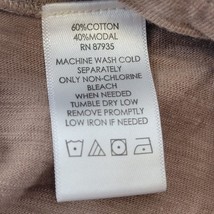 60%COTTON
40%MODAL
RN 87935
MACHINE WASH COLD
SEPARATELY
ONLY NON-CHLORINE
BLEACH
WHEN NEEDED
TUMBLE DRY LOW
REMOVE PROMPTLY
LOW IRON IF NEEDED